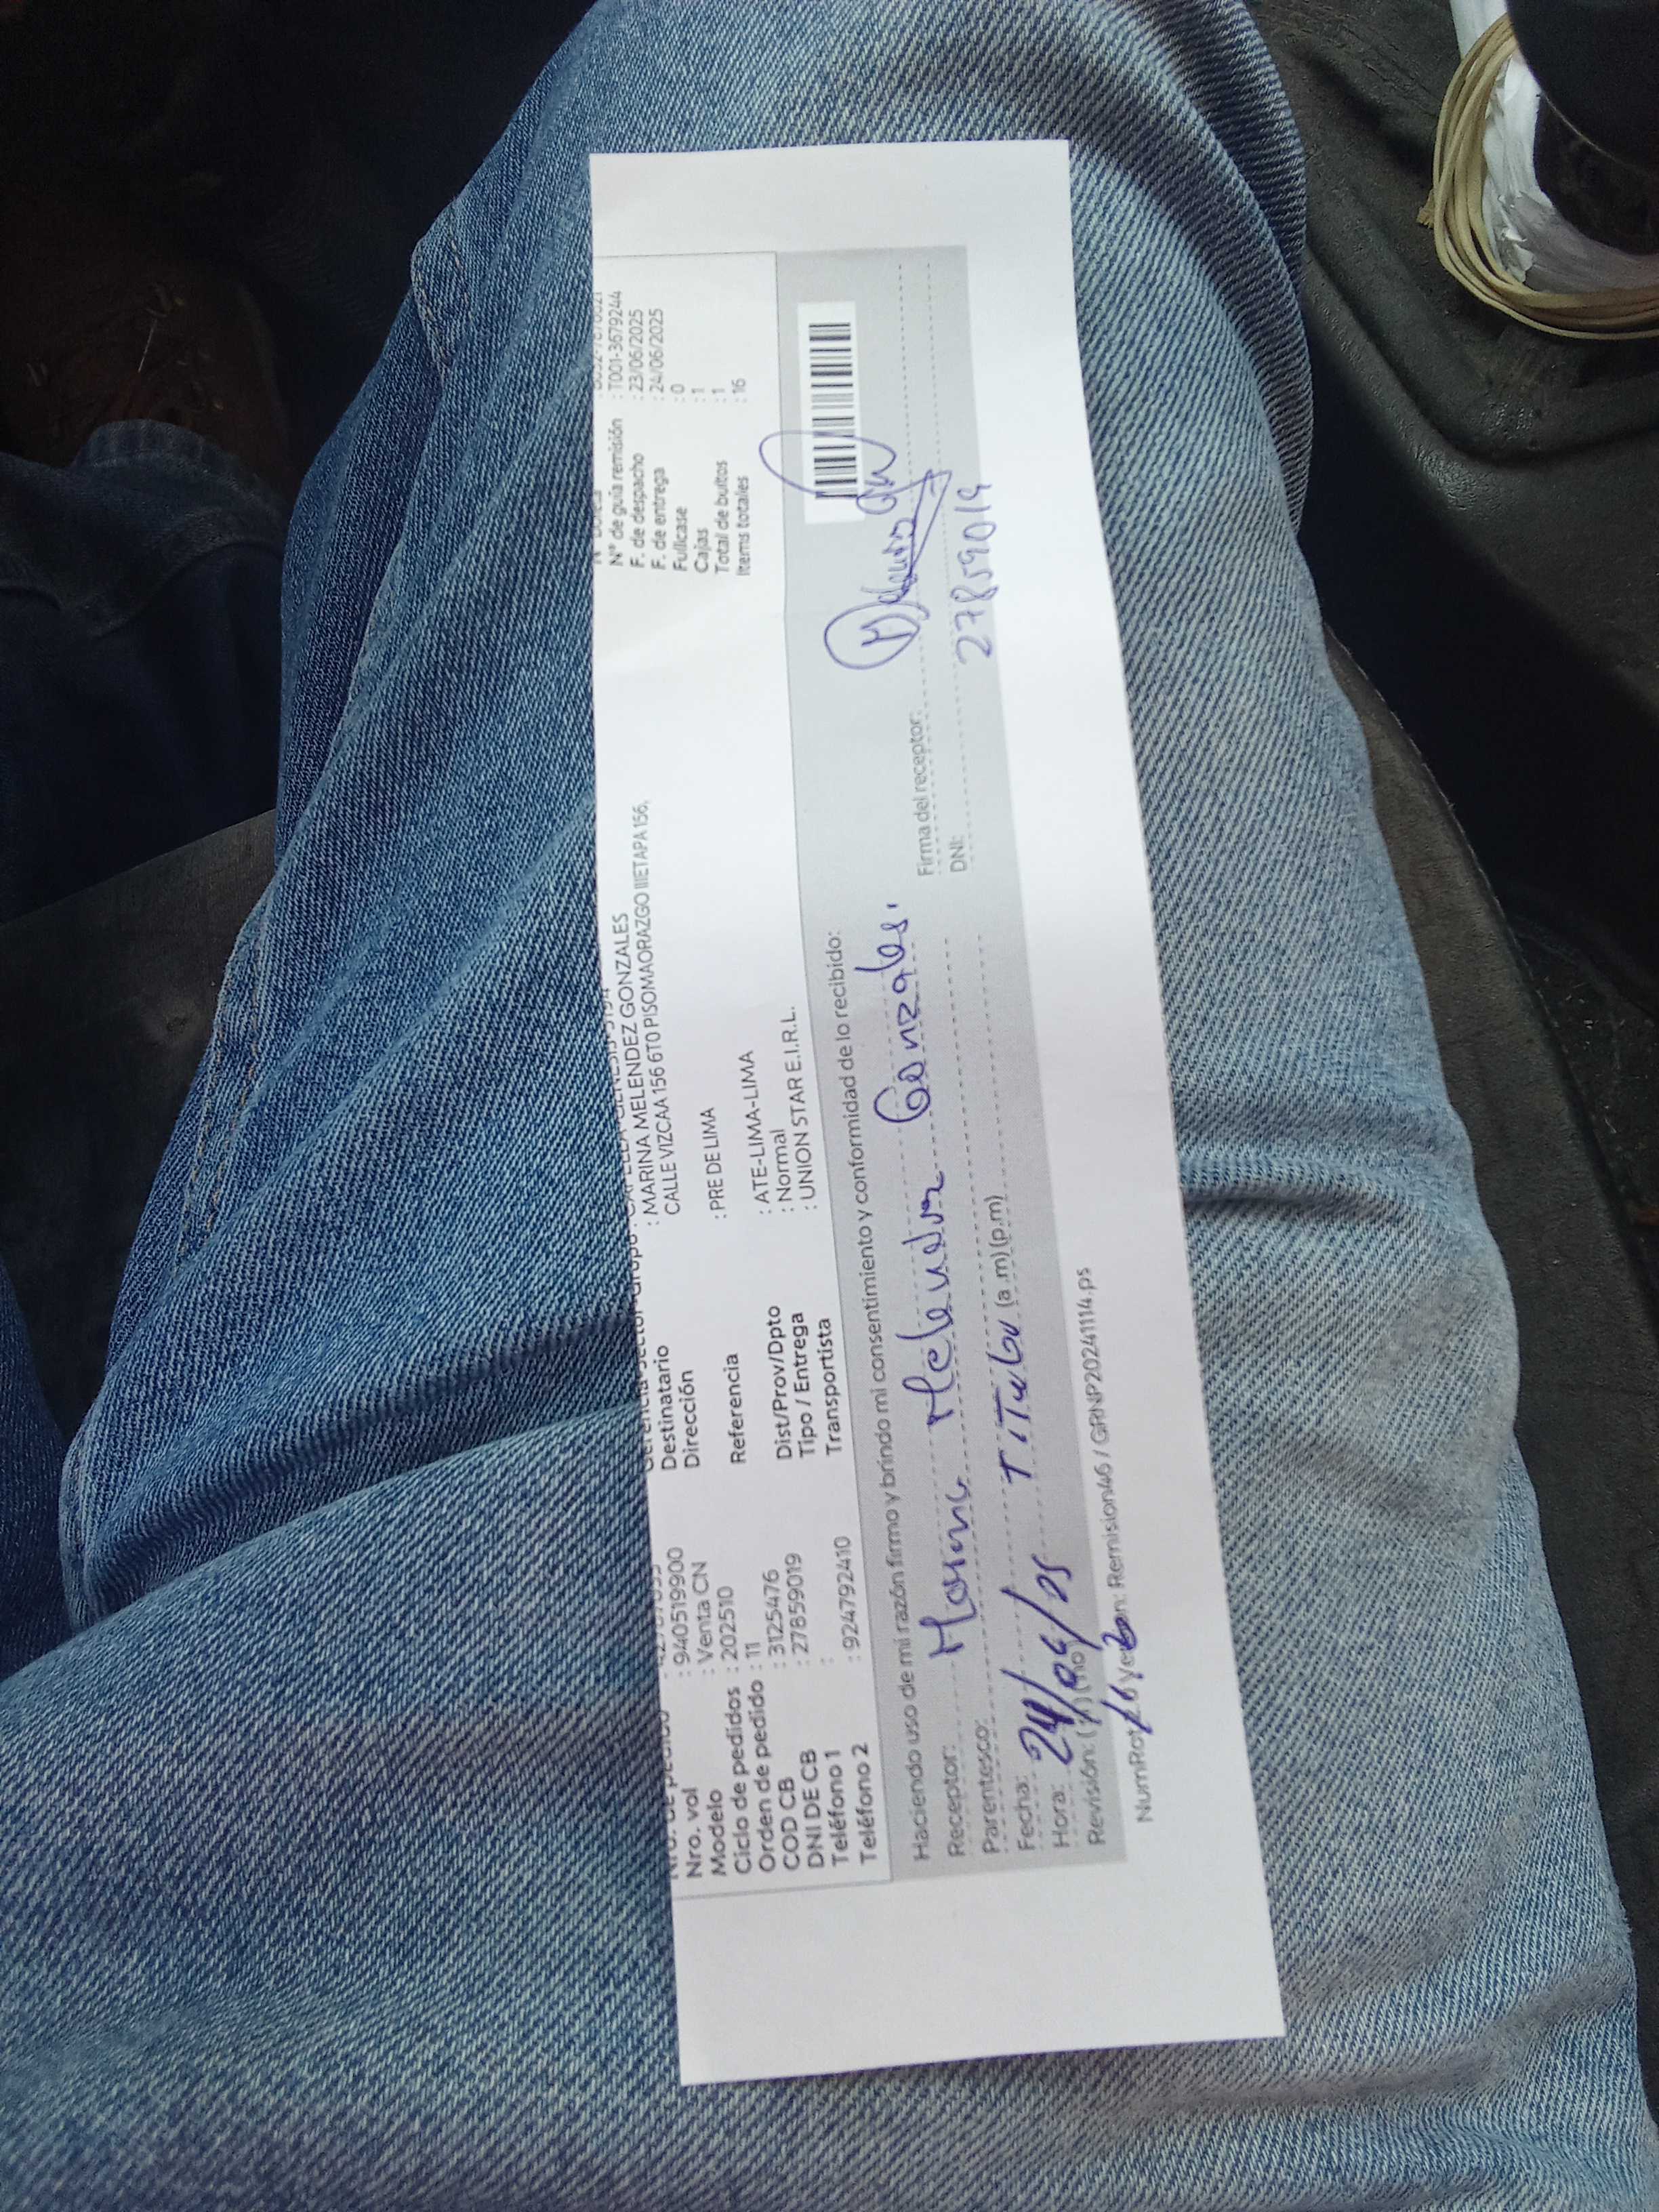 Nro. vol : 940519900
Modelo : Venta CN
Ciclo de pedidos : 202510
Orden de pedido : 11
COD CB : 3125476
DNI DE CB : 27859019
Teléfono 1 :
Teléfono 2 : 924792410
Destinatario : MARINA MELENDEZ GONZALES
Dirección CALLE VIZCAA 156 6TO PISOMAORAZGO IIIETAPA 156,
Referencia : PRE DE LIMA
Dist/Prov/Dpto : ATE-LIMA-LIMA
Tipo / Entrega : Normal
Transportista : UNION STAR E.I.R.L.
N° de guía remisión : T001-3679244
F. de despacho : 23/06/2025
F. de entrega : 24/06/2025
Fullcase : 0
Cajas : 1
Total de bultos : 1
Items totales : 16
Haciendo uso de mi razón firmo y brindo mi consentimiento y conformidad de lo recibido:
Receptor: Marina Melendez Gonzales.
Parentesco: TiTular
Fecha: 24/06/25
Hora: (a.m) (p.m)
Revisión:
Firma del receptor:
DNI: 27859019
Remision46 / GRNP20241114.ps